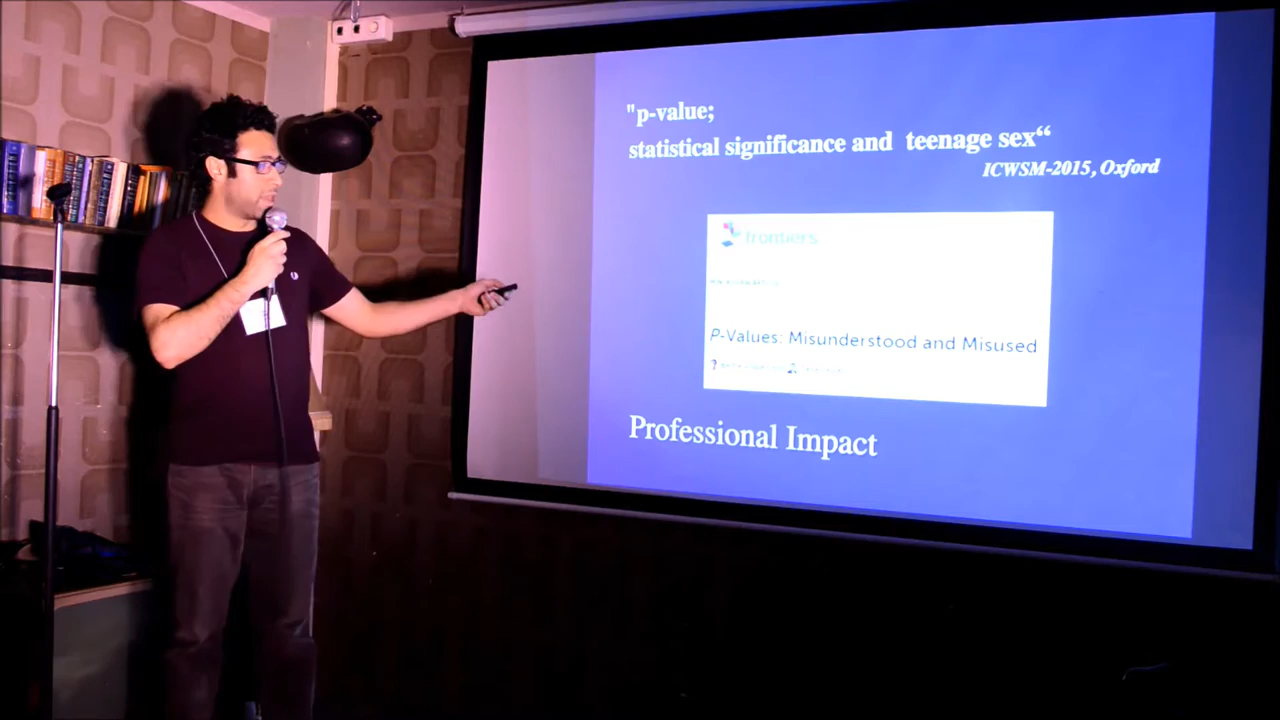 "p-value;
statistical significance and teenage sex“
ICWSM-2015, Oxford
frontiers
P-Values: Misunderstood and Misused
Professional Impact